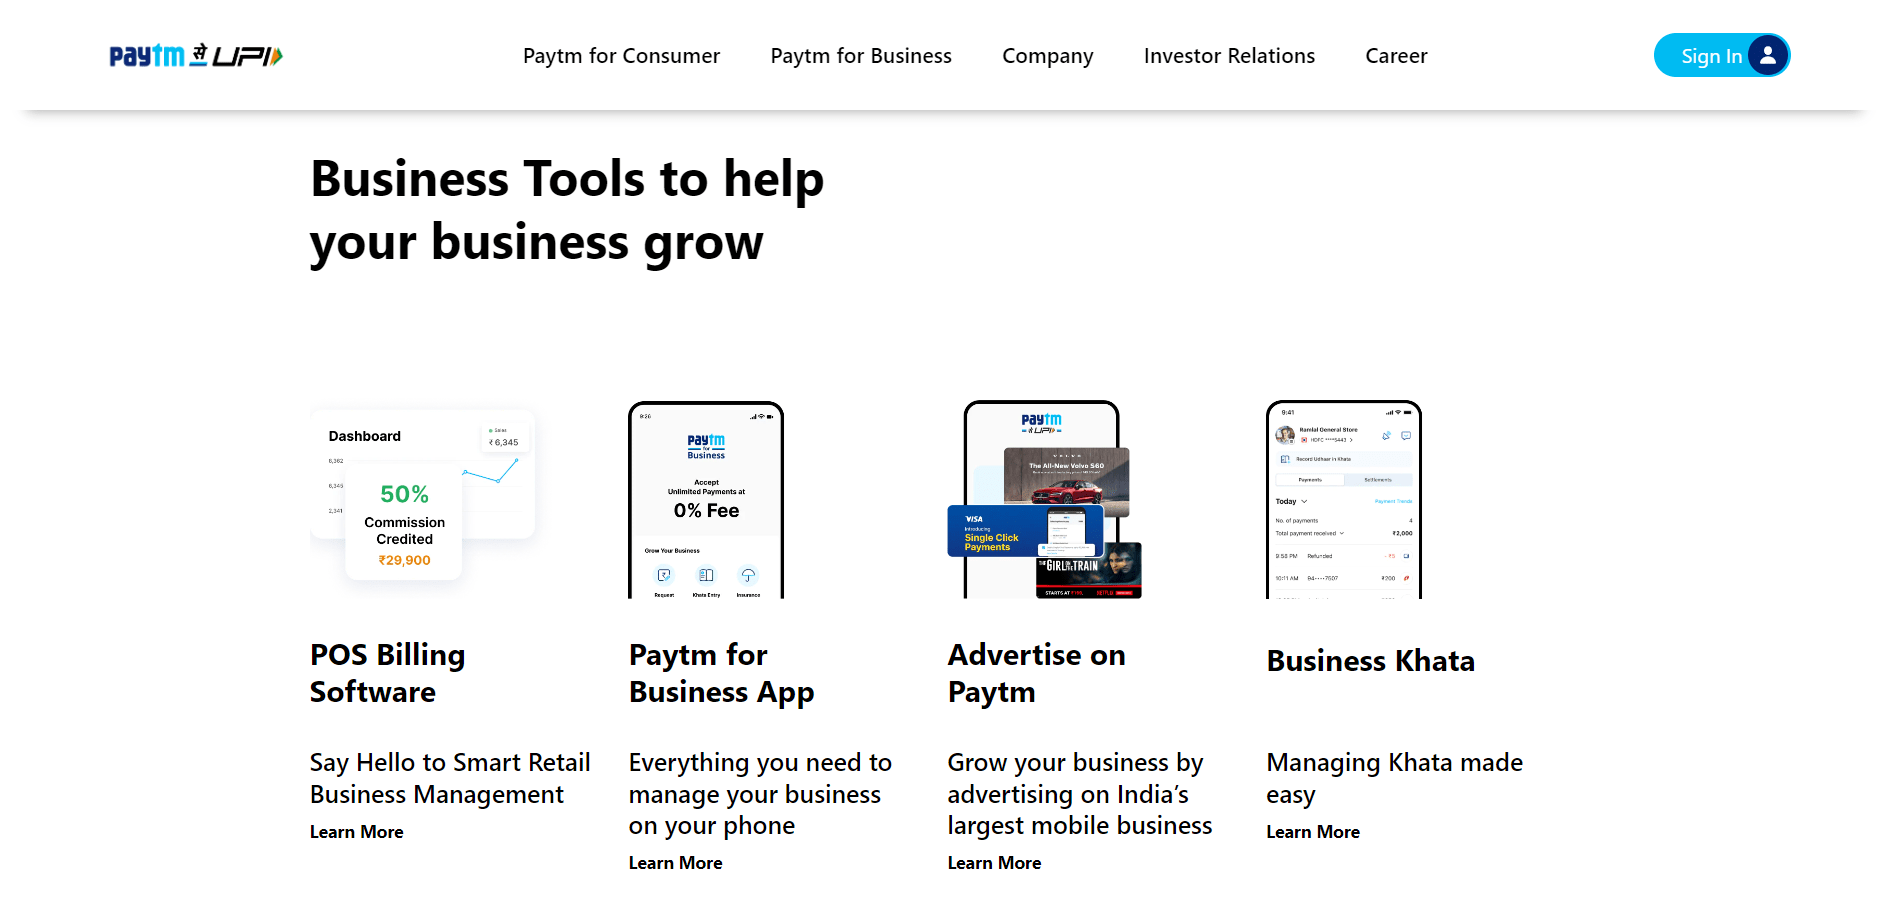 paytm से UPI
Paytm for Consumer
Paytm for Business
Company
Investor Relations
Career
Sign In
Business Tools to help
your business grow
Dashboard
Sales
₹ 6,345
6,362
6,345
2,341
50%
Commission
Credited
₹29,900
POS Billing
Software
Say Hello to Smart Retail
Business Management
Learn More
9:26
paytm
for
Business
Accept
Unlimited Payments at
0% Fee
Grow Your Business
Request
Khata Entry
Insurance
Paytm for
Business App
Everything you need to
manage your business
on your phone
Learn More
paytm
से UPI
VOLVO
The All-New Volvo S60
VISA
Introducing
Single Click
Payments
THE GIRL ON THE TRAIN
STARTS AT ₹199
NETFLIX
Advertise on
Paytm
Grow your business by
advertising on India’s
largest mobile business
Learn More
9:41
Ramlal General Store
HDFC ****5443
Record Udhaar in Khata
Payments
Settlements
Today
Payment Trends
No. of payments
4
Total payment received
₹2,000
9:58 PM
Refunded
- ₹5
10:11 AM
94····7507
₹200
Business Khata
Managing Khata made
easy
Learn More